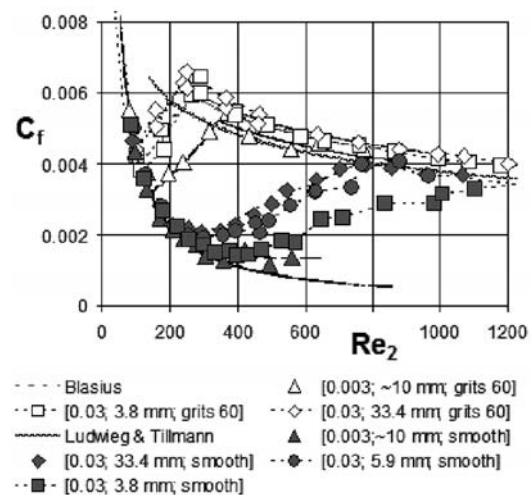 0.008
0.006
C_f
0.004
0.002
0
0 200 400 600 800 1000 1200
Re_2
Blasius
[0.003; ~10 mm; grits 60]
[0.03; 3.8 mm; grits 60]
[0.03; 33.4 mm; grits 60]
Ludwieg & Tillmann
[0.003;~10 mm; smooth]
[0.03; 33.4 mm; smooth]
[0.03; 5.9 mm; smooth]
[0.03; 3.8 mm; smooth]